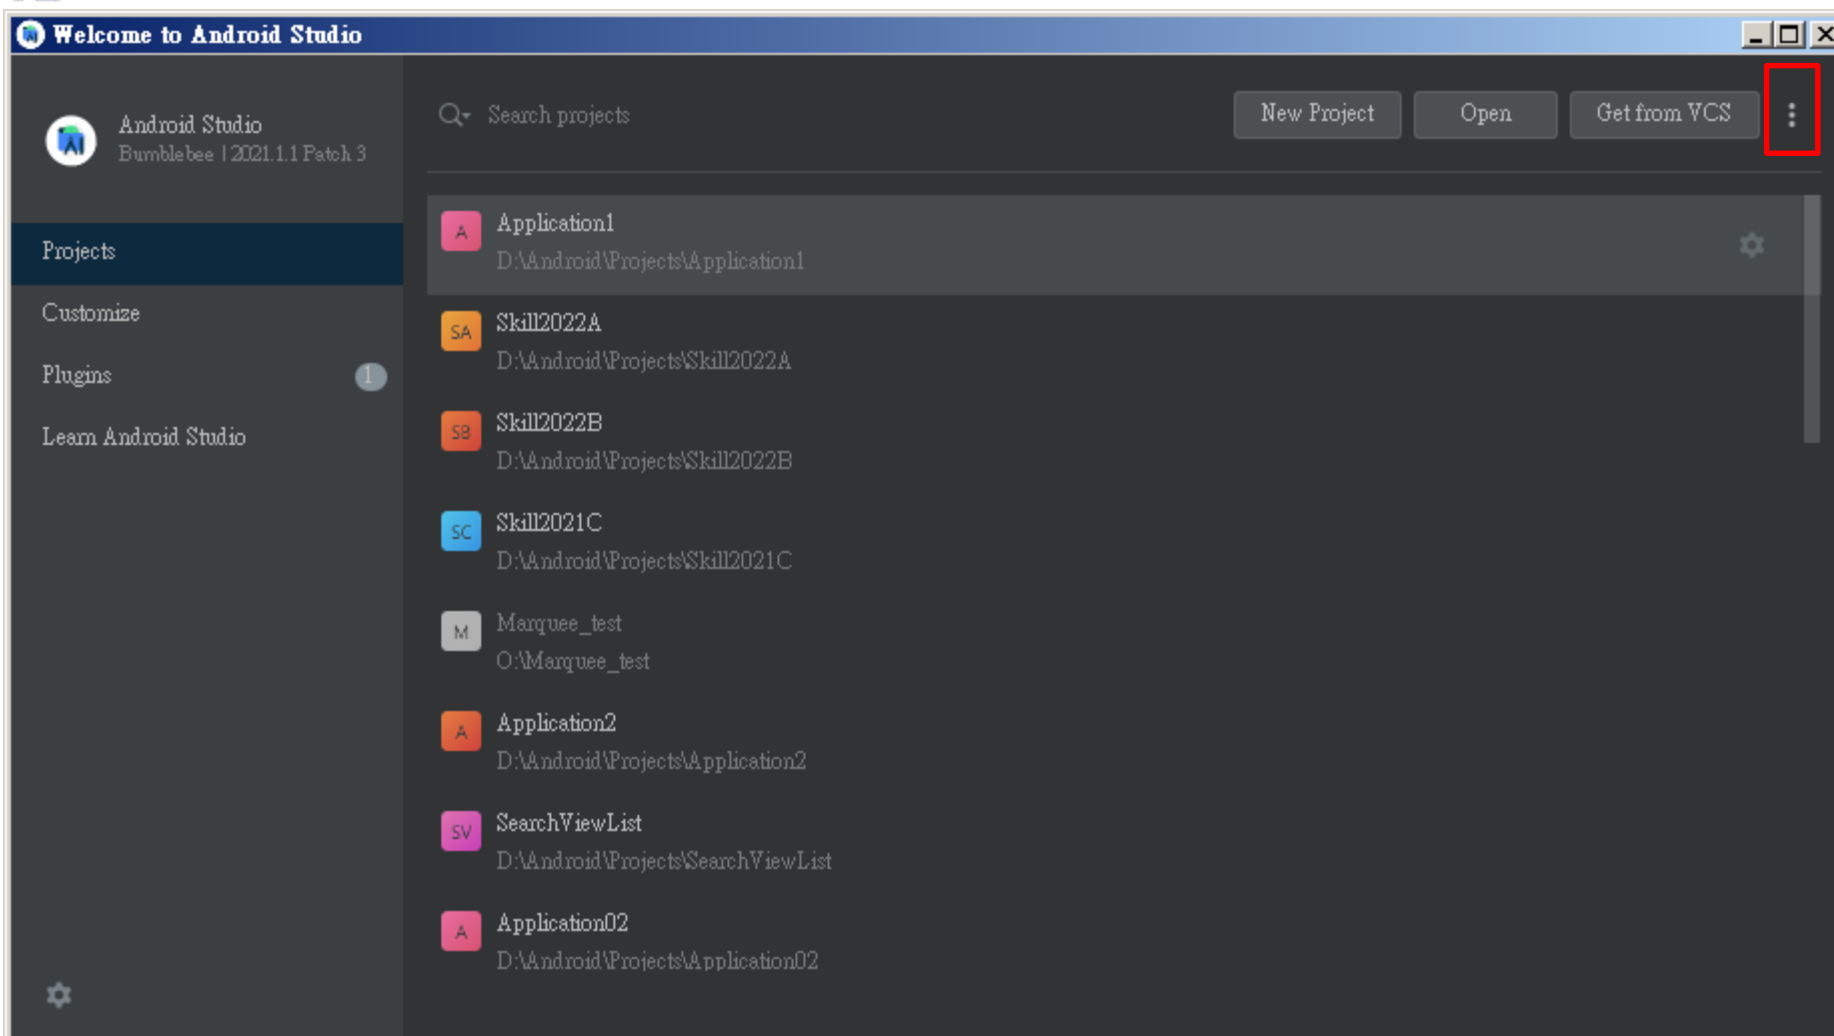 Welcome to Android Studio
Android Studio
Bumblebee | 2021.1.1 Patch 3
Search projects
New Project
Open
Get from VCS
Projects
Customize
Plugins
1
Learn Android Studio
A
Application1
D:\Android\Projects\Application1
SA
Skill2022A
D:\Android\Projects\Skill2022A
SB
Skill2022B
D:\Android\Projects\Skill2022B
SC
Skill2021C
D:\Android\Projects\Skill2021C
M
Marquee_test
O:\Marquee_test
A
Application2
D:\Android\Projects\Application2
SV
SearchViewList
D:\Android\Projects\SearchViewList
A
Application02
D:\Android\Projects\Application02